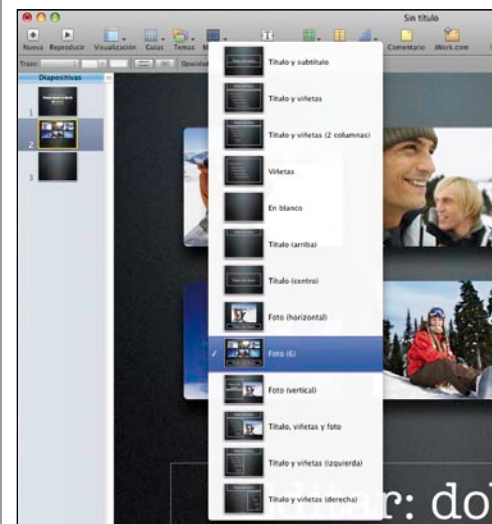 Sin título
Nueva Reproducir Visualización Guías Temas Comentario iWork.com
Trazo: Opacidad
Diapositivas
1
2
3
Título y subtítulo
Título y viñetas
Título y viñetas (2 columnas)
Viñetas
En blanco
Título (arriba)
Título (centro)
Foto (horizontal)
✓ Foto (6)
Foto (vertical)
Título, viñetas y foto
Título y viñetas (izquierda)
Título y viñetas (derecha)